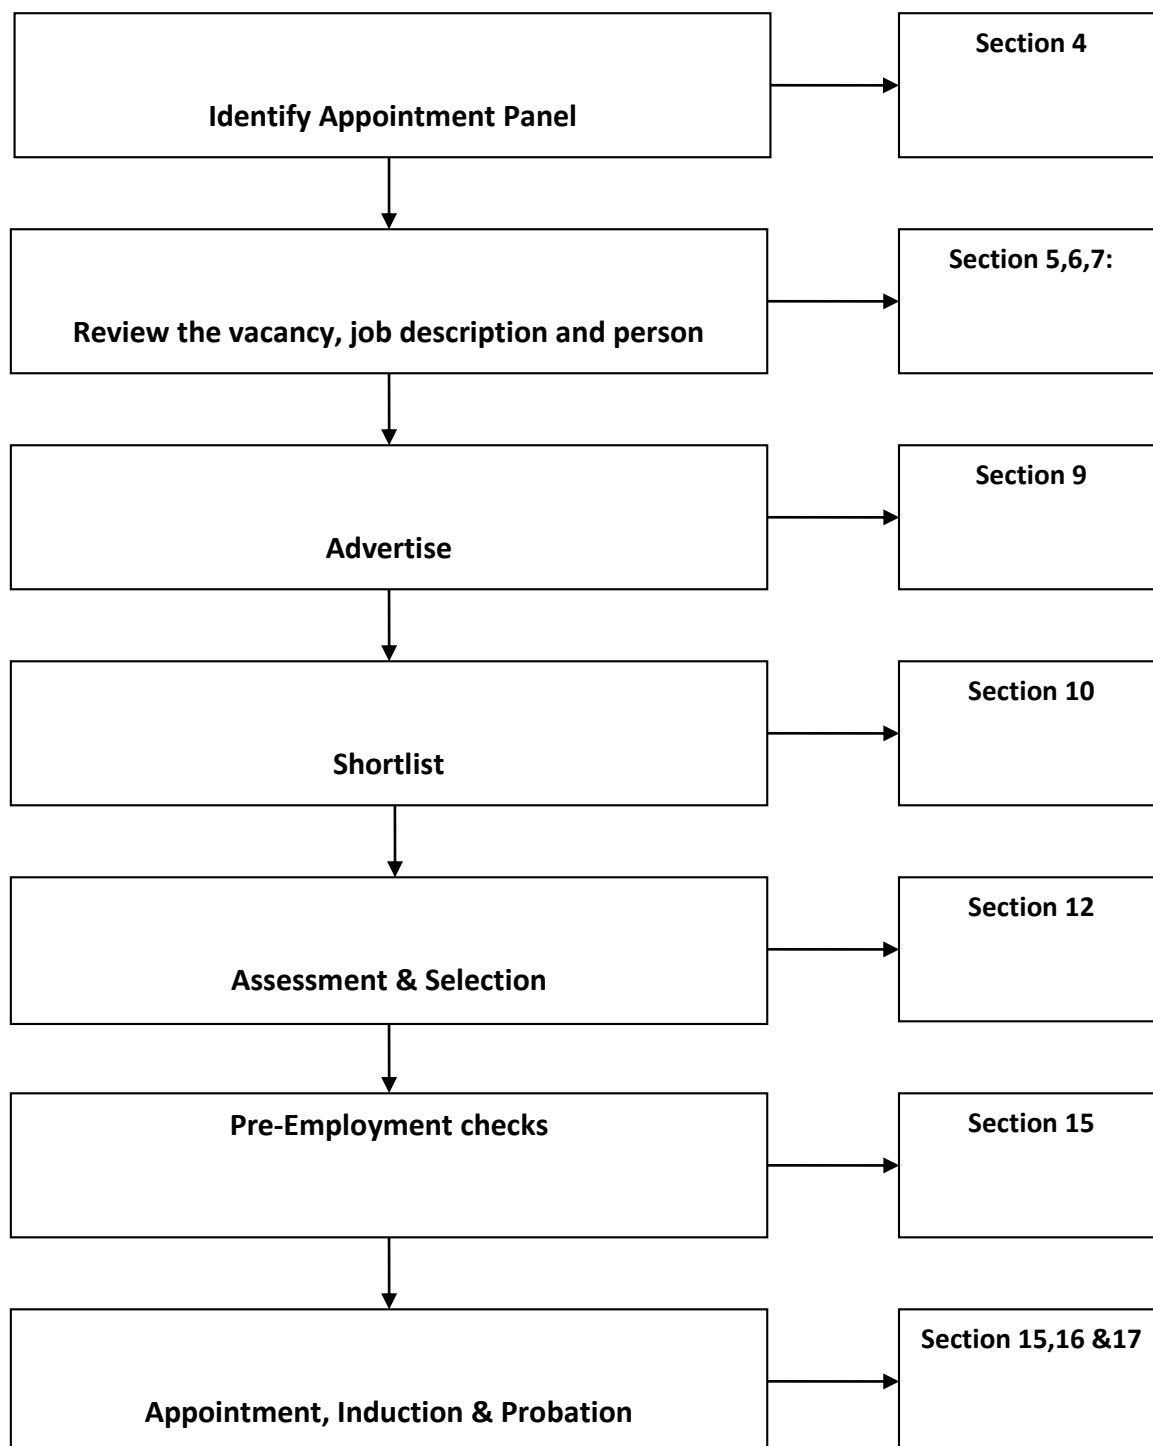 Section 4
Identify Appointment Panel
Section 5,6,7:
Review the vacancy, job description and person
Section 9
Advertise
Section 10
Shortlist
Section 12
Assessment & Selection
Pre-Employment checks
Section 15
Section 15,16 &17
Appointment, Induction & Probation